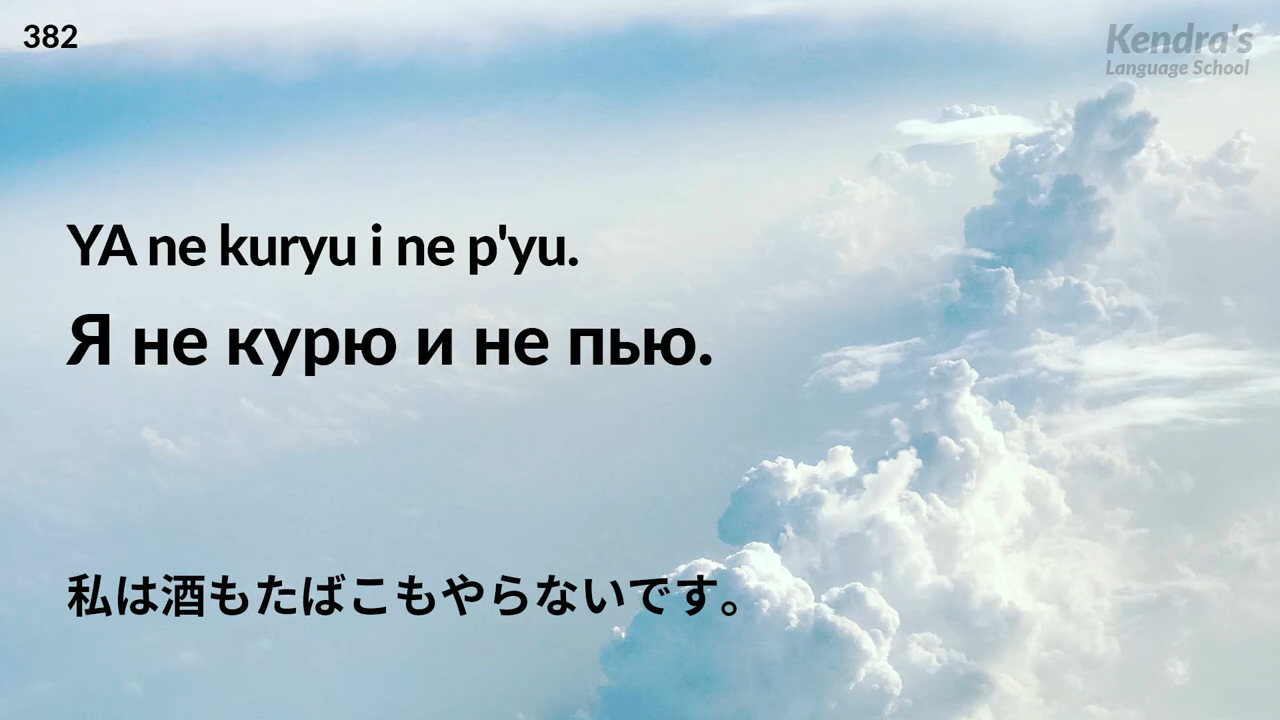 382
Kendra's
Language School
YA ne kuryu i ne p'yu.
Я не курю и не пью.
私は酒もたばこもやらないです。